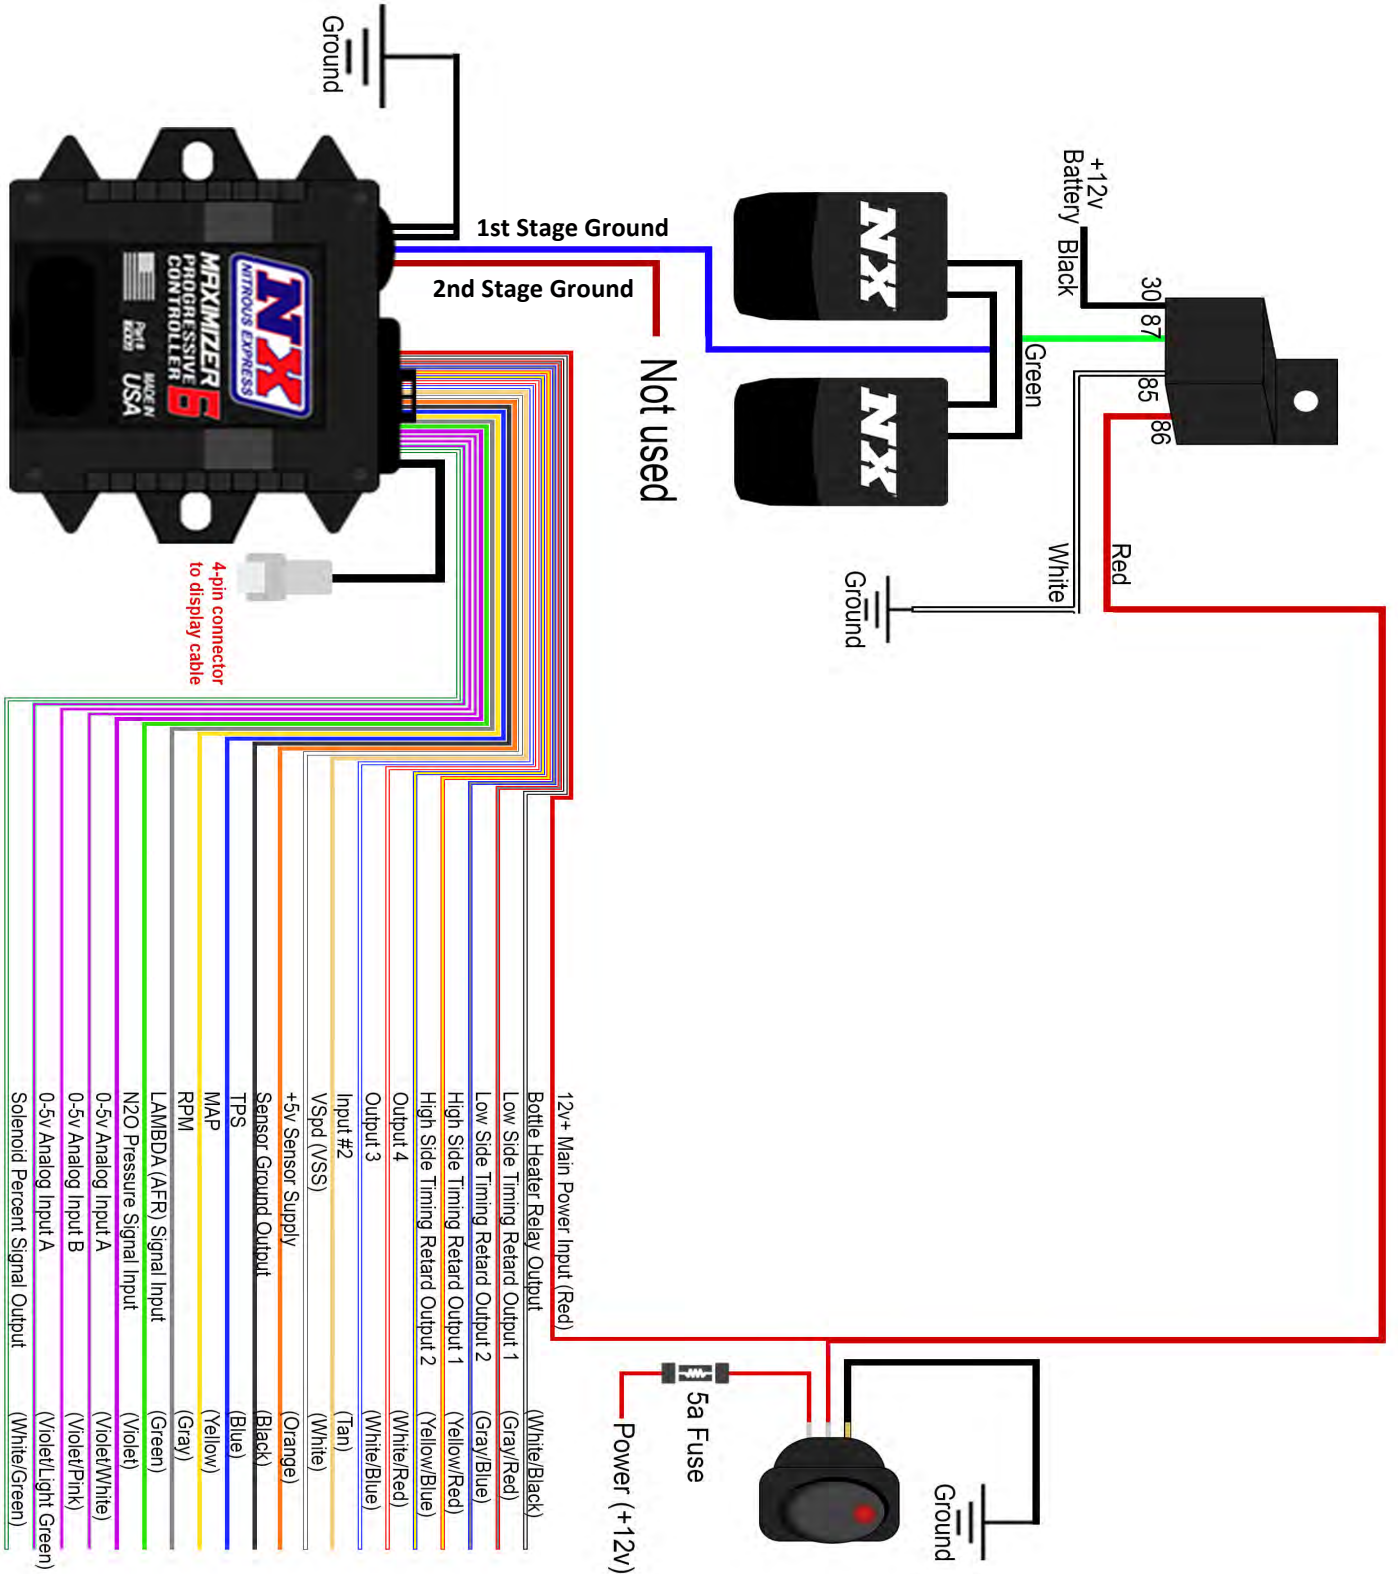 Ground
1st Stage Ground
2nd Stage Ground
Not used
+12v
Battery
Black
30
87
85
86
Green
Red
White
Ground
NX
NX
NX
NITROUS EXPRESS
MAXIMIZER 6
PROGRESSIVE
CONTROLLER
MADE IN
USA
4-pin connector
to display cable
12v+ Main Power Input (Red)
Bottle Heater Relay Output (White/Black)
Low Side Timing Retard Output 1 (Gray/Red)
Low Side Timing Retard Output 2 (Gray/Blue)
High Side Timing Retard Output 1 (Yellow/Red)
High Side Timing Retard Output 2 (Yellow/Blue)
Output 4 (White/Red)
Output 3 (White/Blue)
Input #2 (Tan)
VSpd (VSS) (White)
+5v Sensor Supply (Orange)
Sensor Ground Output (Black)
TPS (Blue)
MAP (Yellow)
RPM (Gray)
LAMBDA (AFR) Signal Input (Green)
N2O Pressure Signal Input (Violet)
0-5v Analog Input A (Violet/White)
0-5v Analog Input B (Violet/Pink)
0-5v Analog Input A (Violet/Light Green)
Solenoid Percent Signal Output (White/Green)
5a Fuse
Power (+12v)
Ground